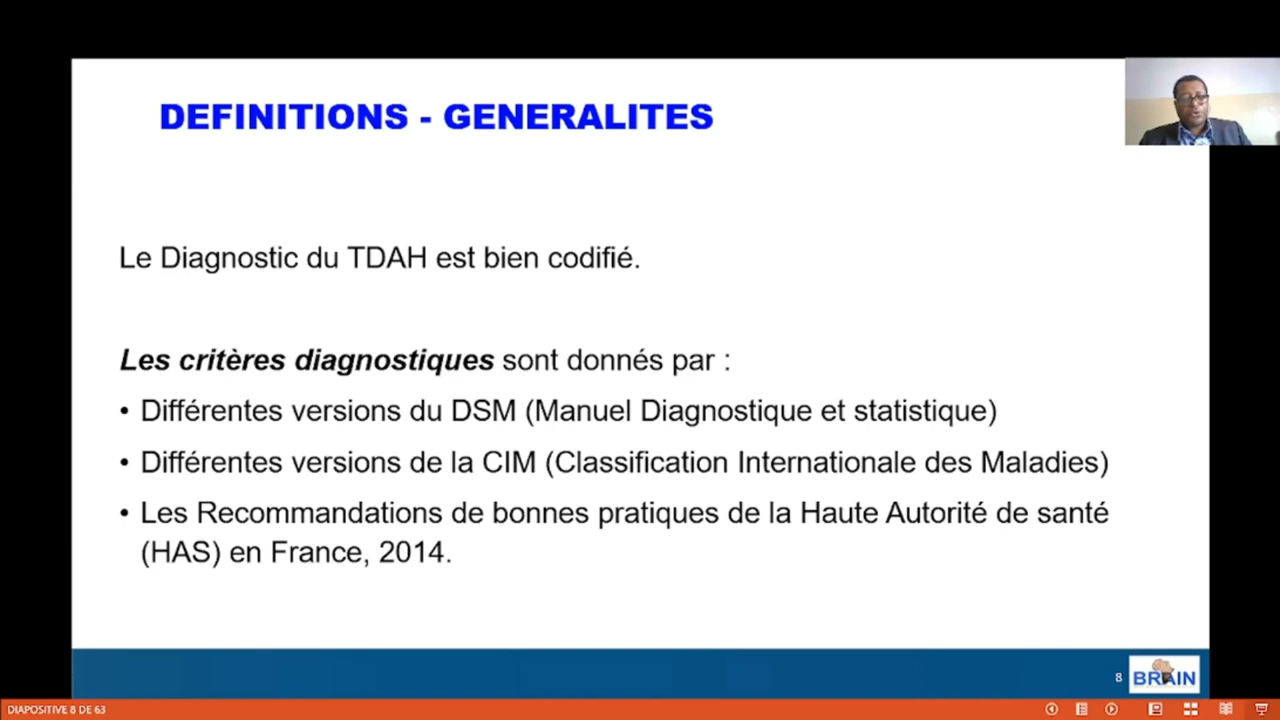 DEFINITIONS - GENERALITES
Le Diagnostic du TDAH est bien codifié.
Les critères diagnostiques sont donnés par :
• Différentes versions du DSM (Manuel Diagnostique et statistique)
• Différentes versions de la CIM (Classification Internationale des Maladies)
• Les Recommandations de bonnes pratiques de la Haute Autorité de santé
(HAS) en France, 2014.
8
BRAIN
DIAPOSITIVE 8 DE 63